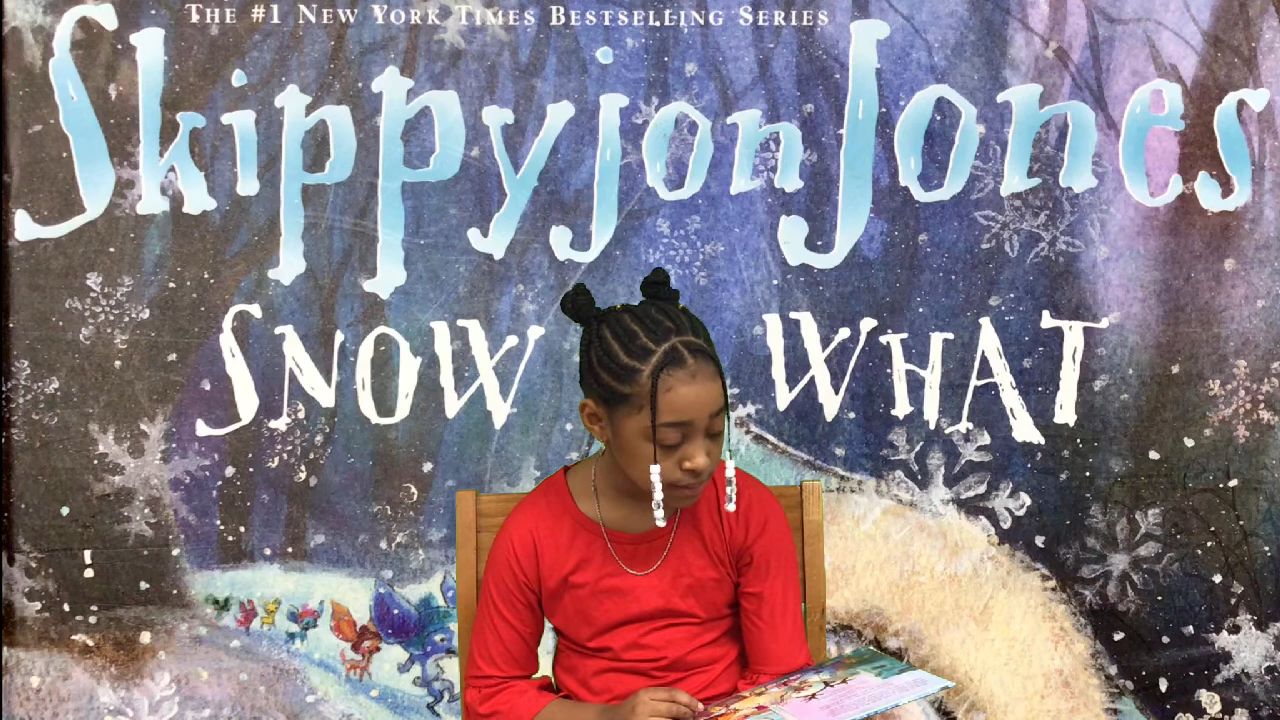 The #1 New York Times Bestselling Series
SkippyjonJones
Snow What